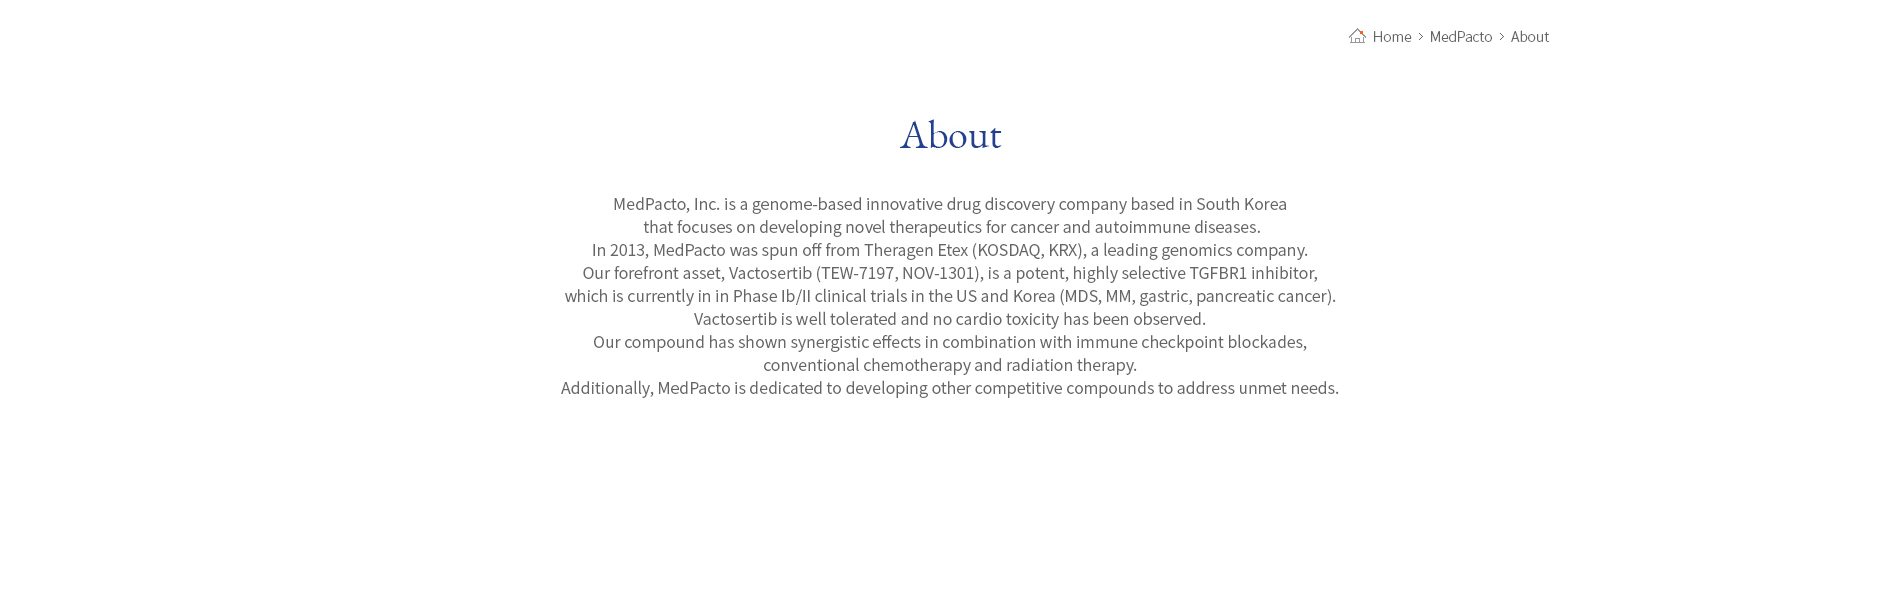 Home > MedPacto > About
About
MedPacto, Inc. is a genome-based innovative drug discovery company based in South Korea
that focuses on developing novel therapeutics for cancer and autoimmune diseases.
In 2013, MedPacto was spun off from Theragen Etex (KOSDAQ, KRX), a leading genomics company.
Our forefront asset, Vactosertib (TEW-7197, NOV-1301), is a potent, highly selective TGFBR1 inhibitor,
which is currently in in Phase Ib/II clinical trials in the US and Korea (MDS, MM, gastric, pancreatic cancer).
Vactosertib is well tolerated and no cardio toxicity has been observed.
Our compound has shown synergistic effects in combination with immune checkpoint blockades,
conventional chemotherapy and radiation therapy.
Additionally, MedPacto is dedicated to developing other competitive compounds to address unmet needs.